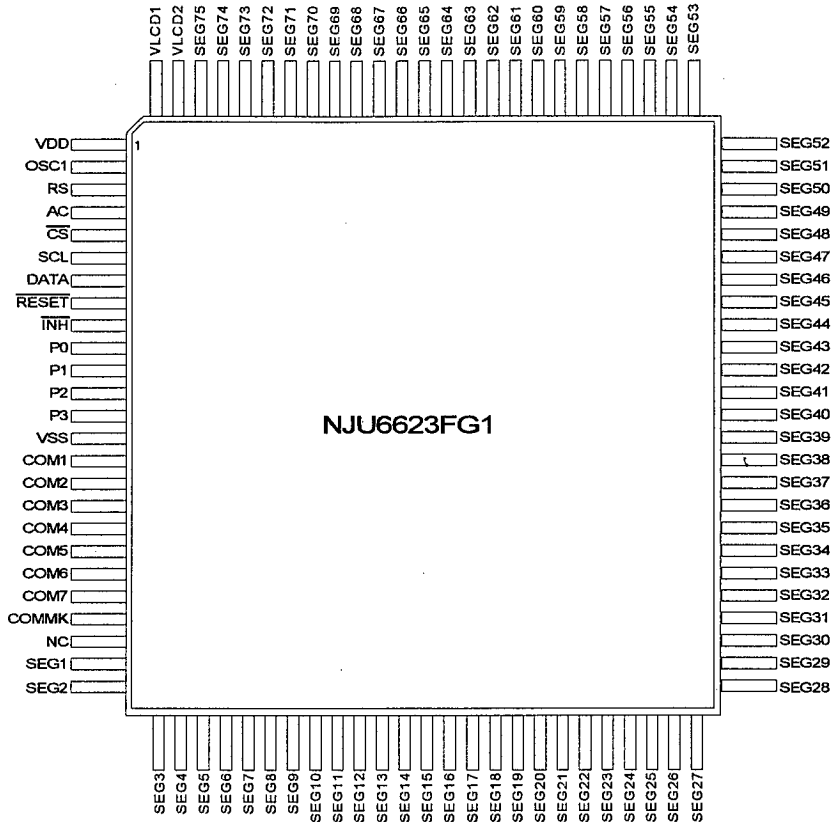 VLCD1
VLCD2
SEG75
SEG74
SEG73
SEG72
SEG71
SEG70
SEG69
SEG68
SEG67
SEG66
SEG65
SEG64
SEG63
SEG62
SEG61
SEG60
SEG59
SEG58
SEG57
SEG56
SEG55
SEG54
SEG53
1
VDD
OSC1
RS
AC
C̅S̅
SCL
DATA
R̅E̅S̅E̅T̅
I̅N̅H̅
P0
P1
P2
P3
VSS
COM1
COM2
COM3
COM4
COM5
COM6
COM7
COMMK
NC
SEG1
SEG2
NJU6623FG1
SEG52
SEG51
SEG50
SEG49
SEG48
SEG47
SEG46
SEG45
SEG44
SEG43
SEG42
SEG41
SEG40
SEG39
SEG38
SEG37
SEG36
SEG35
SEG34
SEG33
SEG32
SEG31
SEG30
SEG29
SEG28
SEG3
SEG4
SEG5
SEG6
SEG7
SEG8
SEG9
SEG10
SEG11
SEG12
SEG13
SEG14
SEG15
SEG16
SEG17
SEG18
SEG19
SEG20
SEG21
SEG22
SEG23
SEG24
SEG25
SEG26
SEG27